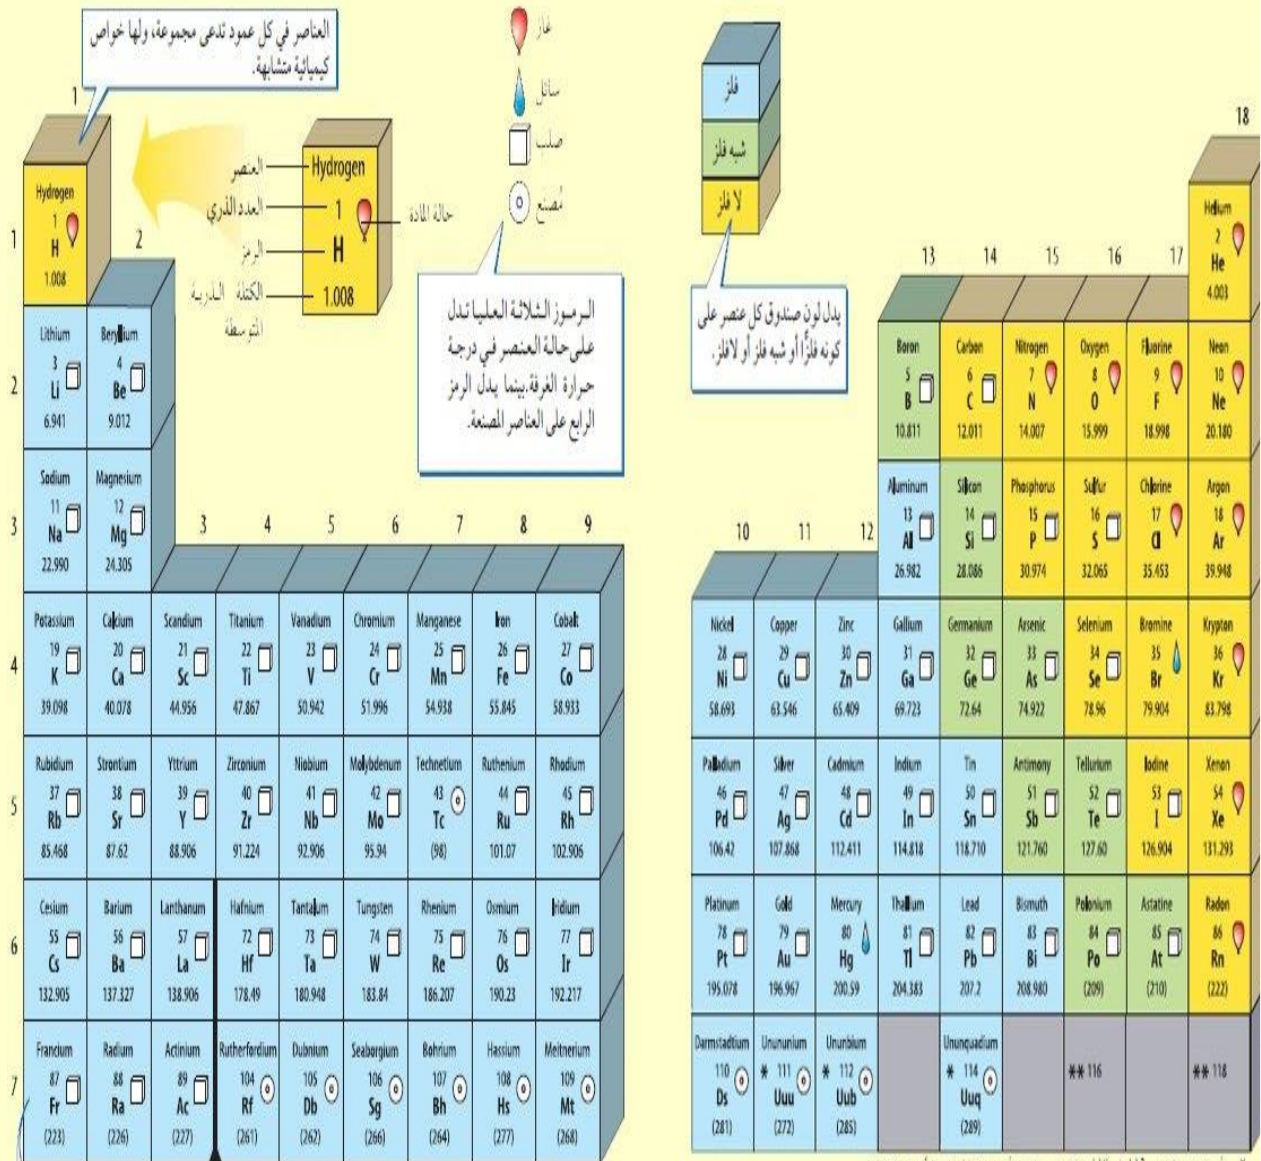 العناصر في كل عمود تدعى مجموعة، ولها خواص
كيميائية متشابهة.
غاز
سائل
صلب
مُصنع
فلز
شبه فلز
لا فلز
العنصر
العدد الذري
الرمز
الكتلة الذرية
المتوسطة
Hydrogen
1
H
1.008
حالة المادة
الرموز الثلاثة العليا تدل
على حالة العنصر في درجة
حرارة الغرفة. بينما يدل الرمز
الرابع على العناصر المصنعة.
يدل لون صندوق كل عنصر على
كونه فلزًّا أو شبه فلز أو لافلز.
1 18
1
Hydrogen Helium
1 2
H He
1.008 4.003
2 13 14 15 16 17
2
Lithium Beryllium Boron Carbon Nitrogen Oxygen Fluorine Neon
3 4 5 6 7 8 9 10
Li Be B C N O F Ne
6.941 9.012 10.811 12.011 14.007 15.999 18.998 20.180
3
Sodium Magnesium Aluminum Silicon Phosphorus Sulfur Chlorine Argon
11 12 13 14 15 16 17 18
Na Mg Al Si P S Cl Ar
22.990 24.305 26.982 28.086 30.974 32.065 35.453 39.948
3 4 5 6 7 8 9 10 11 12
4
Potassium Calcium Scandium Titanium Vanadium Chromium Manganese Iron Cobalt Nickel Copper Zinc Gallium Germanium Arsenic Selenium Bromine Krypton
19 20 21 22 23 24 25 26 27 28 29 30 31 32 33 34 35 36
K Ca Sc Ti V Cr Mn Fe Co Ni Cu Zn Ga Ge As Se Br Kr
39.098 40.078 44.956 47.867 50.942 51.996 54.938 55.845 58.933 58.693 63.546 65.409 69.723 72.64 74.922 78.96 79.904 83.798
5
Rubidium Strontium Yttrium Zirconium Niobium Molybdenum Technetium Ruthenium Rhodium Palladium Silver Cadmium Indium Tin Antimony Tellurium Iodine Xenon
37 38 39 40 41 42 43 44 45 46 47 48 49 50 51 52 53 54
Rb Sr Y Zr Nb Mo Tc Ru Rh Pd Ag Cd In Sn Sb Te I Xe
85.468 87.62 88.906 91.224 92.906 95.94 (98) 101.07 102.906 106.42 107.868 112.411 114.818 118.710 121.760 127.60 126.904 131.293
6
Cesium Barium Lanthanum Hafnium Tantalum Tungsten Rhenium Osmium Iridium Platinum Gold Mercury Thallium Lead Bismuth Polonium Astatine Radon
55 56 57 72 73 74 75 76 77 78 79 80 81 82 83 84 85 86
Cs Ba La Hf Ta W Re Os Ir Pt Au Hg Tl Pb Bi Po At Rn
132.905 137.327 138.906 178.49 180.948 183.84 186.207 190.23 192.217 195.078 196.967 200.59 204.383 207.2 208.980 (209) (210) (222)
7
Francium Radium Actinium Rutherfordium Dubnium Seaborgium Bohrium Hassium Meitnerium Darmstadtium Unununium Ununbium Ununquadium
87 88 89 104 105 106 107 108 109 110 * 111 * 112 * 114 ** 116 ** 118
Fr Ra Ac Rf Db Sg Bh Hs Mt Ds Uuu Uub Uuq
(223) (226) (227) (261) (262) (266) (264) (277) (268) (281) (272) (285) (289)